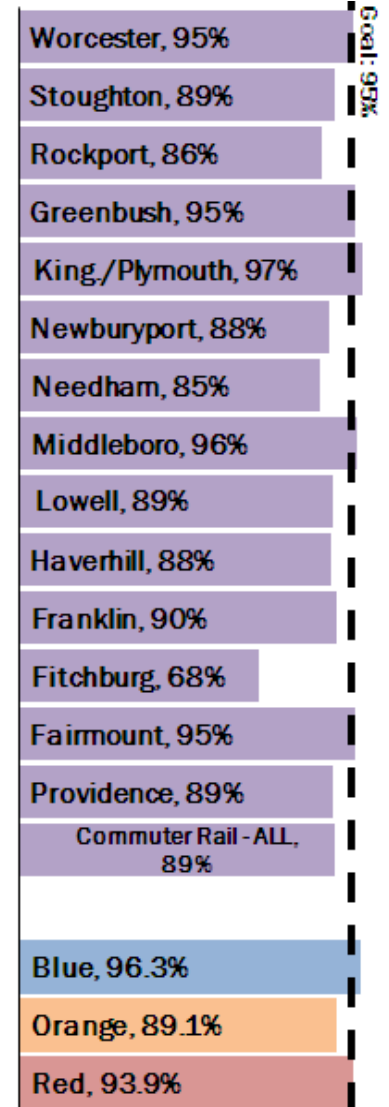 Goal: 95%
Worcester, 95%
Stoughton, 89%
Rockport, 86%
Greenbush, 95%
King./Plymouth, 97%
Newburyport, 88%
Needham, 85%
Middleboro, 96%
Lowell, 89%
Haverhill, 88%
Franklin, 90%
Fitchburg, 68%
Fairmount, 95%
Providence, 89%
Commuter Rail - ALL,
89%
Blue, 96.3%
Orange, 89.1%
Red, 93.9%